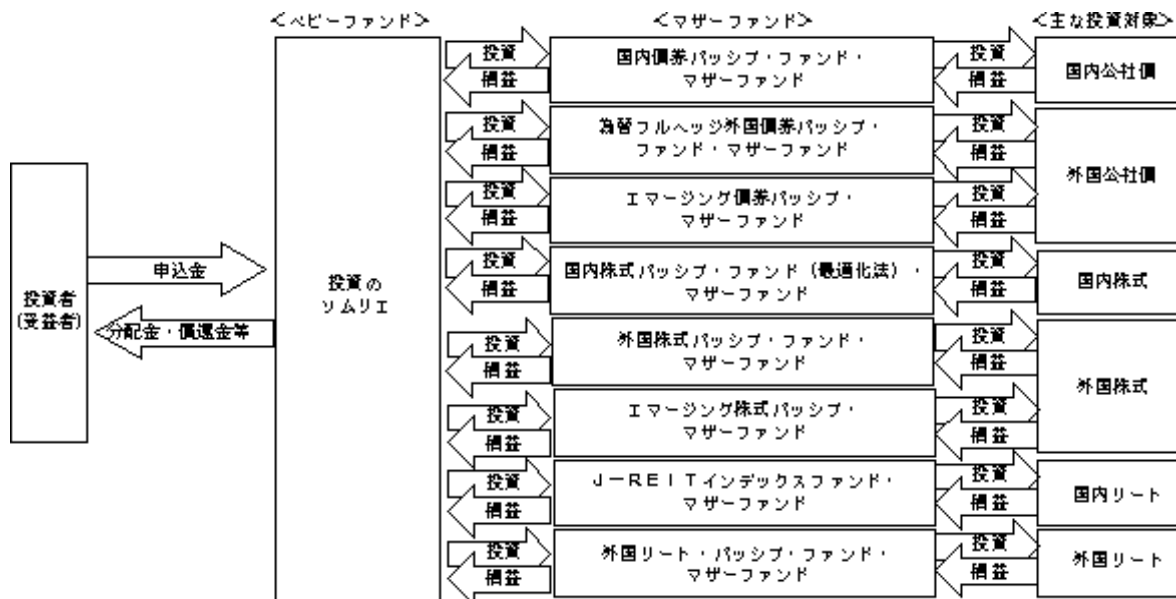 ＜ベビーファンド＞
＜マザーファンド＞
＜主な投資対象＞
投資者
(受益者)
申込金
分配金・償還金等
投資の
ソムリエ
投資
損益
国内債券パッシブ・ファンド・
マザーファンド
投資
損益
国内公社債
投資
損益
為替フルヘッジ外国債券パッシブ・
ファンド・マザーファンド
投資
損益
外国公社債
投資
損益
エマージング債券パッシブ・
マザーファンド
投資
損益
投資
損益
国内株式パッシブ・ファンド（最適化法）・
マザーファンド
投資
損益
国内株式
投資
損益
外国株式パッシブ・ファンド・
マザーファンド
投資
損益
外国株式
投資
損益
エマージング株式パッシブ・
マザーファンド
投資
損益
投資
損益
Ｊ－ＲＥＩＴインデックスファンド・
マザーファンド
投資
損益
国内リート
投資
損益
外国リート・パッシブ・ファンド・
マザーファンド
投資
損益
外国リート